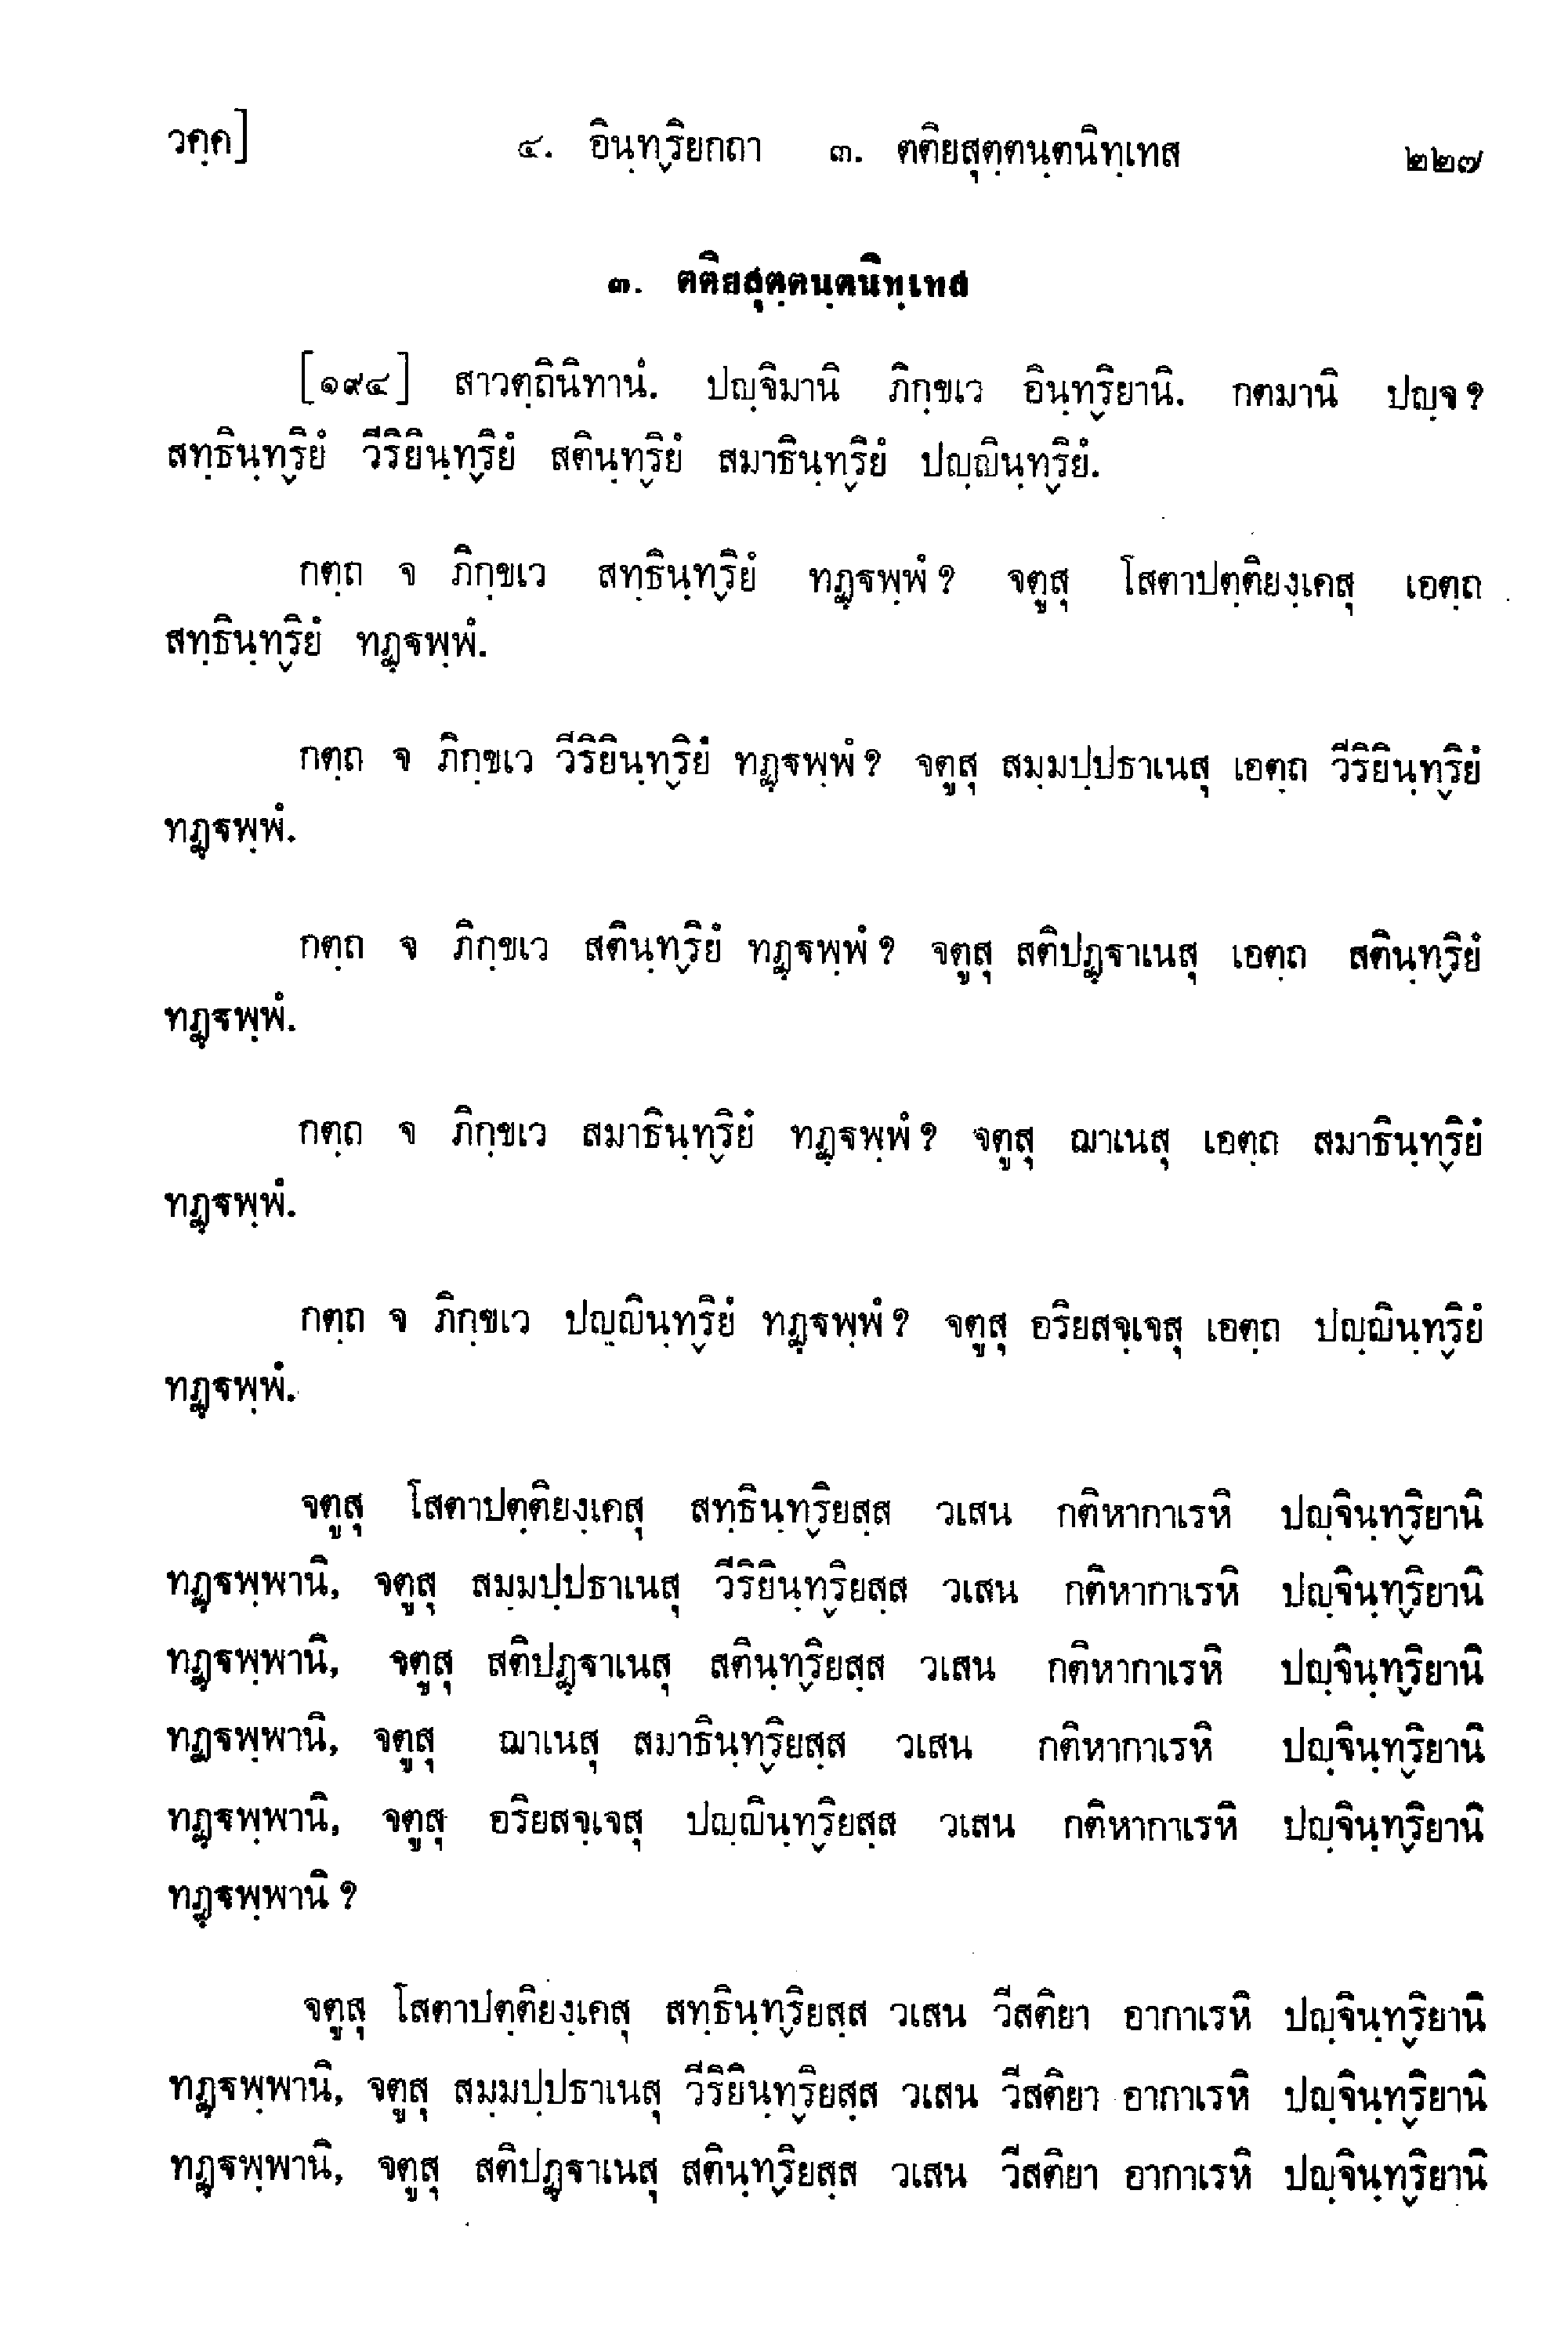 วคฺค] ๔. อินฺทฺริยกถา ๓. ตติยสุตฺตนฺตนิทฺเทส ๒๒๗
๓. ตติยสุตฺตนฺตนิทฺเทส
[๑๙๔] สาวตฺถินิทานํ. ปญฺจิมานิ ภิกฺขเว อินฺทฺริยานิ. กตมานิ ปญฺจ?
สทฺธินฺทฺริยํ วีริยินฺทฺริยํ สตินฺทฺริยํ สมาธินฺทฺริยํ ปญฺญินฺทฺริยํ.
กตฺถ จ ภิกฺขเว สทฺธินฺทฺริยํ ทฏฺฐพฺพํ? จตูสุ โสตาปตฺติยงฺเคสุ เอตฺถ
สทฺธินฺทฺริยํ ทฏฺฐพฺพํ.
กตฺถ จ ภิกฺขเว วีริยินฺทฺริยํ ทฏฺฐพฺพํ? จตูสุ สมฺมปฺปธาเนสุ เอตฺถ วีริยินฺทฺริยํ
ทฏฺฐพฺพํ.
กตฺถ จ ภิกฺขเว สตินฺทฺริยํ ทฏฺฐพฺพํ? จตูสุ สติปฏฺฐาเนสุ เอตฺถ สตินฺทฺริยํ
ทฏฺฐพฺพํ.
กตฺถ จ ภิกฺขเว สมาธินฺทฺริยํ ทฏฺฐพฺพํ? จตูสุ ฌาเนสุ เอตฺถ สมาธินฺทฺริยํ
ทฏฺฐพฺพํ.
กตฺถ จ ภิกฺขเว ปญฺญินฺทฺริยํ ทฏฺฐพฺพํ? จตูสุ อริยสจฺเจสุ เอตฺถ ปญฺญินฺทฺริยํ
ทฏฺฐพฺพํ.
จตูสุ โสตาปตฺติยงฺเคสุ สทฺธินฺทฺริยสฺส วเสน กติหากาเรหิ ปญฺจินฺทฺริยานิ
ทฏฺฐพฺพานิ, จตูสุ สมฺมปฺปธาเนสุ วีริยินฺทฺริยสฺส วเสน กติหากาเรหิ ปญฺจินฺทฺริยานิ
ทฏฺฐพฺพานิ, จตูสุ สติปฏฺฐาเนสุ สตินฺทฺริยสฺส วเสน กติหากาเรหิ ปญฺจินฺทฺริยานิ
ทฏฺฐพฺพานิ, จตูสุ ฌาเนสุ สมาธินฺทฺริยสฺส วเสน กติหากาเรหิ ปญฺจินฺทฺริยานิ
ทฏฺฐพฺพานิ, จตูสุ อริยสจฺเจสุ ปญฺญินฺทฺริยสฺส วเสน กติหากาเรหิ ปญฺจินฺทฺริยานิ
ทฏฺฐพฺพานิ?
จตูสุ โสตาปตฺติยงฺเคสุ สทฺธินฺทฺริยสฺส วเสน วีสติยา อากาเรหิ ปญฺจินฺทฺริยานิ
ทฏฺฐพฺพานิ, จตูสุ สมฺมปฺปธาเนสุ วีริยินฺทฺริยสฺส วเสน วีสติยา อากาเรหิ ปญฺจินฺทฺริยานิ
ทฏฺฐพฺพานิ, จตูสุ สติปฏฺฐาเนสุ สตินฺทฺริยสฺส วเสน วีสติยา อากาเรหิ ปญฺจินฺทฺริยานิ